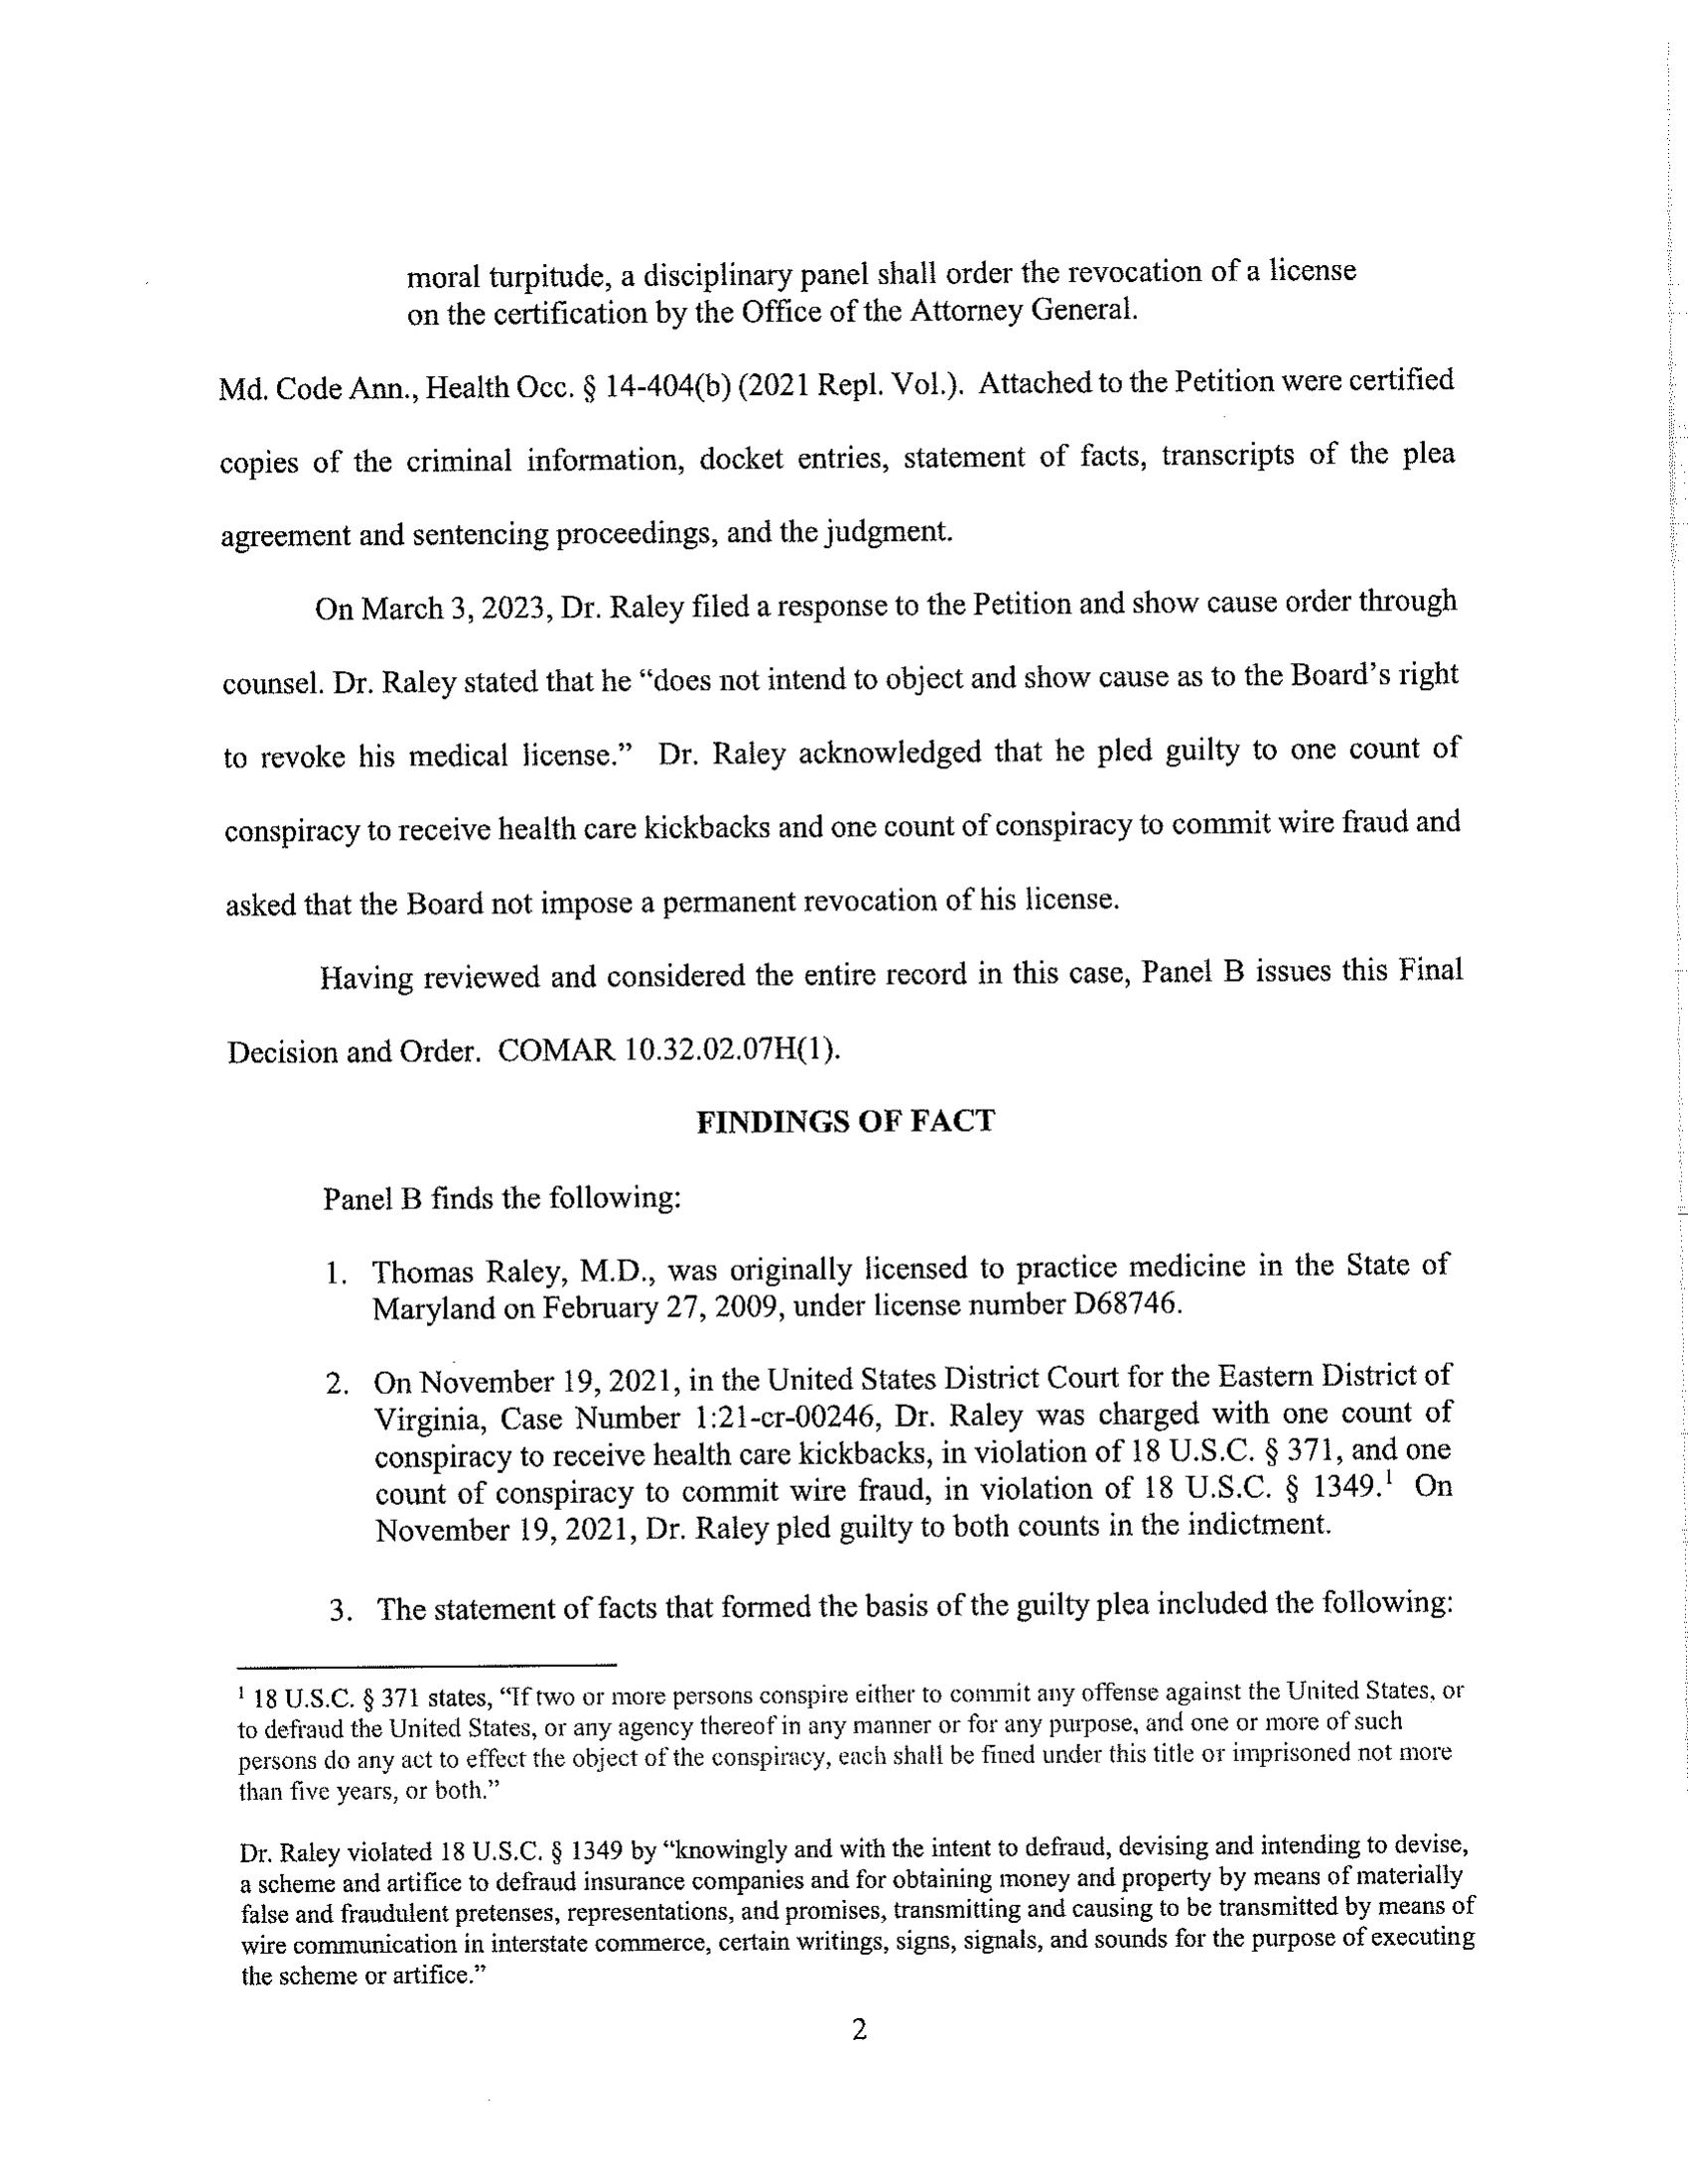 moral turpitude, a disciplinary panel shall order the revocation of a license
on the certification by the Office of the Attorney General.
Md. Code Ann., Health Occ. § 14-404(b) (2021 Repl. Vol.). Attached to the Petition were certified
copies of the criminal information, docket entries, statement of facts, transcripts of the plea
agreement and sentencing proceedings, and the judgment.
On March 3, 2023, Dr. Raley filed a response to the Petition and show cause order through
counsel. Dr. Raley stated that he “does not intend to object and show cause as to the Board’s right
to revoke his medical license.” Dr. Raley acknowledged that he pled guilty to one count of
conspiracy to receive health care kickbacks and one count of conspiracy to commit wire fraud and
asked that the Board not impose a permanent revocation of his license.
Having reviewed and considered the entire record in this case, Panel B issues this Final
Decision and Order. COMAR 10.32.02.07H(1).
FINDINGS OF FACT
Panel B finds the following:
1. Thomas Raley, M.D., was originally licensed to practice medicine in the State of
Maryland on February 27, 2009, under license number D68746.
2. On November 19, 2021, in the United States District Court for the Eastern District of
Virginia, Case Number 1:21-cr-00246, Dr. Raley was charged with one count of
conspiracy to receive health care kickbacks, in violation of 18 U.S.C. § 371, and one
count of conspiracy to commit wire fraud, in violation of 18 U.S.C. § 1349.¹ On
November 19, 2021, Dr. Raley pled guilty to both counts in the indictment.
3. The statement of facts that formed the basis of the guilty plea included the following:
¹ 18 U.S.C. § 371 states, “If two or more persons conspire either to commit any offense against the United States, or
to defraud the United States, or any agency thereof in any manner or for any purpose, and one or more of such
persons do any act to effect the object of the conspiracy, each shall be fined under this title or imprisoned not more
than five years, or both.”
Dr. Raley violated 18 U.S.C. § 1349 by “knowingly and with the intent to defraud, devising and intending to devise,
a scheme and artifice to defraud insurance companies and for obtaining money and property by means of materially
false and fraudulent pretenses, representations, and promises, transmitting and causing to be transmitted by means of
wire communication in interstate commerce, certain writings, signs, signals, and sounds for the purpose of executing
the scheme or artifice.”
2